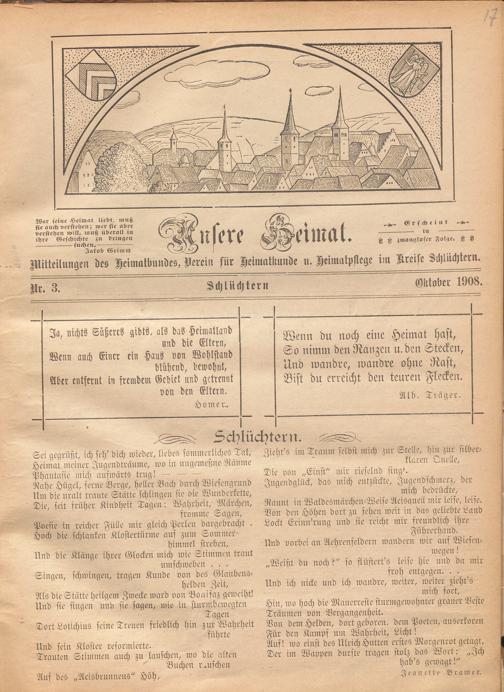 17
Wer seine Heimat liebt, muß
sie auch verstehen; wer sie aber
verstehen will, muß überall in
ihre Geschichte zu dringen
suchen.
Jakob Grimm
Unsere Heimat.
Erscheint
in
zwangloser Folge.
Mitteilungen des Heimatbundes, Verein für Heimatkunde u. Heimatpflege im Kreise Schlüchtern.
Nr. 3.
Schlüchtern
Oktober 1908.
Ja, nichts Süßeres gibts, als das Heimatland
und die Eltern,
Wenn auch Einer ein Haus von Wohlstand
blühend, bewohnt,
Aber entfernt in fremdem Gebiet und getrennt
von den Eltern.
Homer.
Wenn du noch eine Heimat hast,
So nimm den Ranzen u. den Stecken,
Und wandre, wandre ohne Rast,
Bist du erreicht den teuren Flecken.
Alb. Träger.
Schlüchtern.
Sei gegrüßt, ich seh' dich wieder, liebes sommerliches Tal,
Heimat meiner Jugendträume, wo in ungemeßne Räume
Phantasie mich aufwärts trug!
Nahe Hügel, ferne Berge, heller Bach durch Wiesengrund
Um die uralt traute Stätte schlingen sie die Wunderkette,
Die, seit früher Kindheit Tagen: Wahrheit, Märchen,
fromme Sagen,
Poesie in reicher Fülle mir gleich Perlen dargebracht.
Hoch die schlanken Klostertürme auf zum Sommer-
himmel streben,
Und die Klänge ihrer Glocken mich wie Stimmen traut
umschweben . . .
Singen, schwingen, tragen Kunde von des Glaubens-
helden Zeit,
Als die Stätte heilgem Zwecke ward von Bonifaz geweiht!
Und sie singen und sie sagen, wie in sturmbewegten
Tagen
Dort Lotichius seine Treuen friedlich hin zur Wahrheit
führte
Und sein Kloster reformierte.
Trauten Stimmen auch zu lauschen, wo die alten
Buchen rauschen
Auf des "Acisbrunnens" Höh,
Zieht's im Traum selbst mich zur Stelle, hin zur silber-
klaren Quelle,
Die von „Einst" mir rieselnd singt.
Jugendglück, das mich entzückte, Jugendschmerz, der
mich bedrückte,
Raunt in Waldesmärchen-Weise Acisquell mir leise, leise.
Von den Höhen dort zu sehen weit in das geliebte Land
Lockt Erinn'rung und sie reicht mir freundlich ihre
Führerhand.
Und vorbei an Aehrenfeldern wandern wir auf Wiesen-
wegen!
„Weißt du noch?" so flüstert's leise hie und da mir
froh entgegen. . .
Und ich nicke und ich wandre, weiter, weiter zieht's
mich fort,
Hin, wo hoch die Mauerreste sturmgewohnter grauer Veste
Träumen von Vergangenheit.
Von dem Helden, dort geboren, dem Poeten, auserkoren
Für den Kampf um Wahrheit, Licht!
Auf! wo einst des Ulrich Hutten erstes Morgenrot getagt,
Der im Wappen durfte tragen stolz das Wort: „Ich
hab's gewagt!"
Jeanette Bramer.